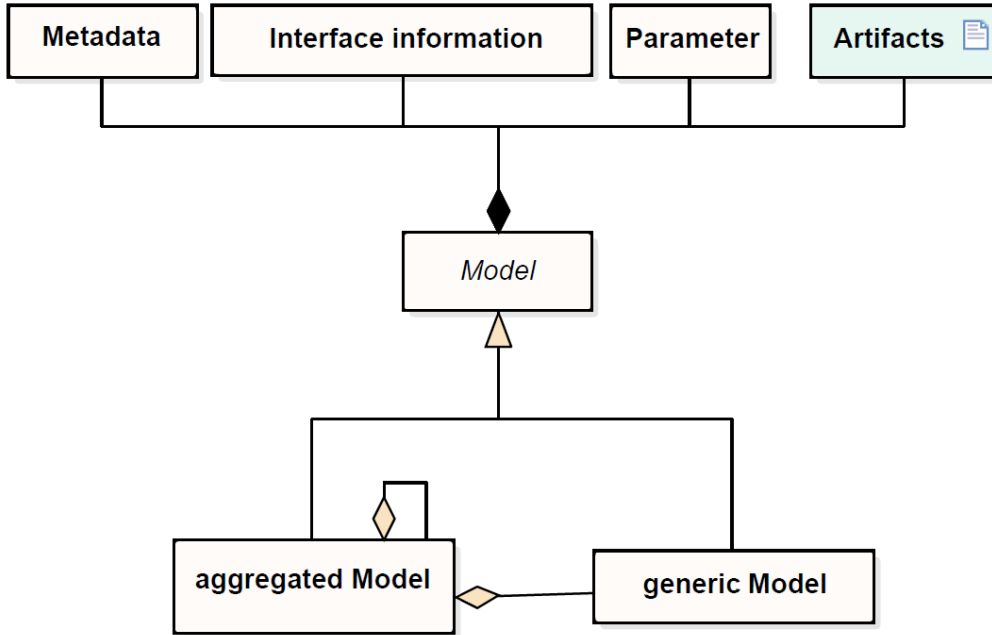 Metadata
Interface information
Parameter
Artifacts
Model
aggregated Model
generic Model